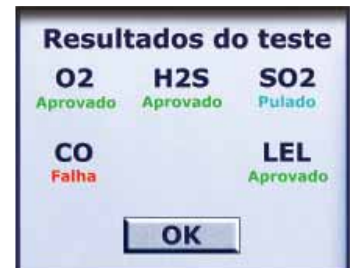 Resultados do teste
O2 H2S SO2
Aprovado Aprovado Pulado
CO LEL
Falha Aprovado
OK